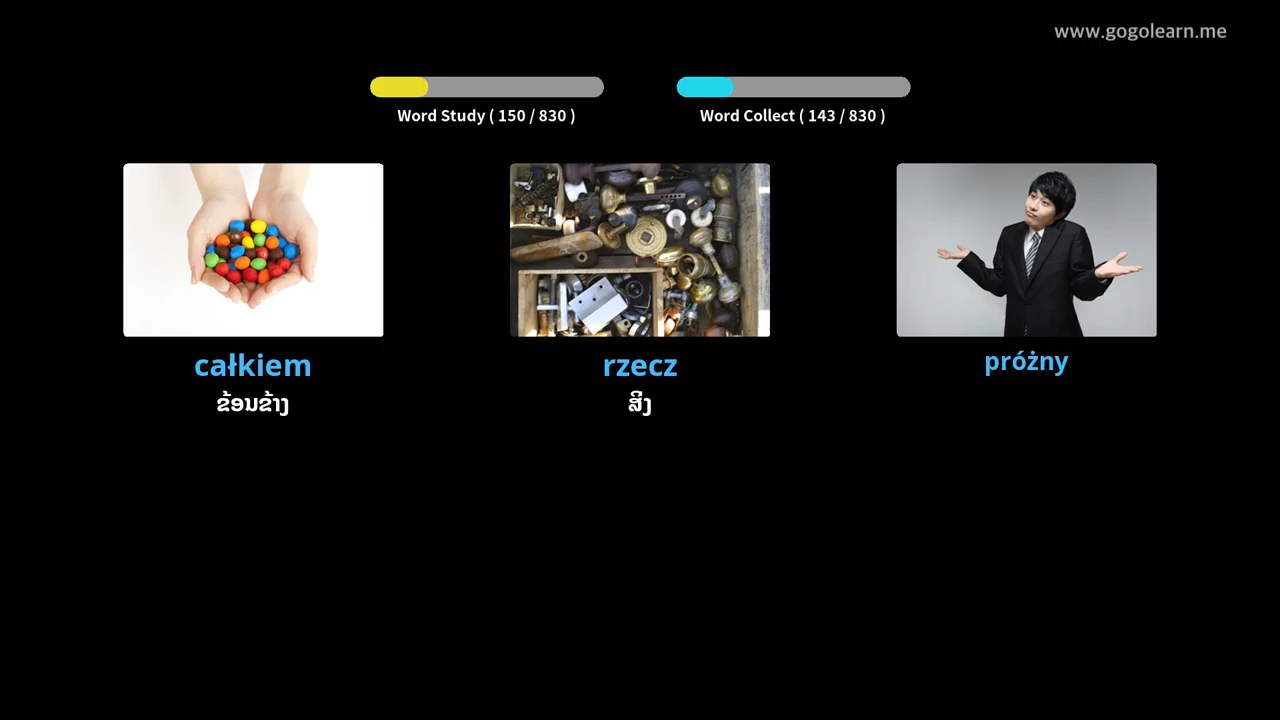 www.gogolearn.me
Word Study ( 150 / 830 )
Word Collect ( 143 / 830 )
całkiem
rzecz
próżny
ຂ້ອນຂ້າງ
ສິງ